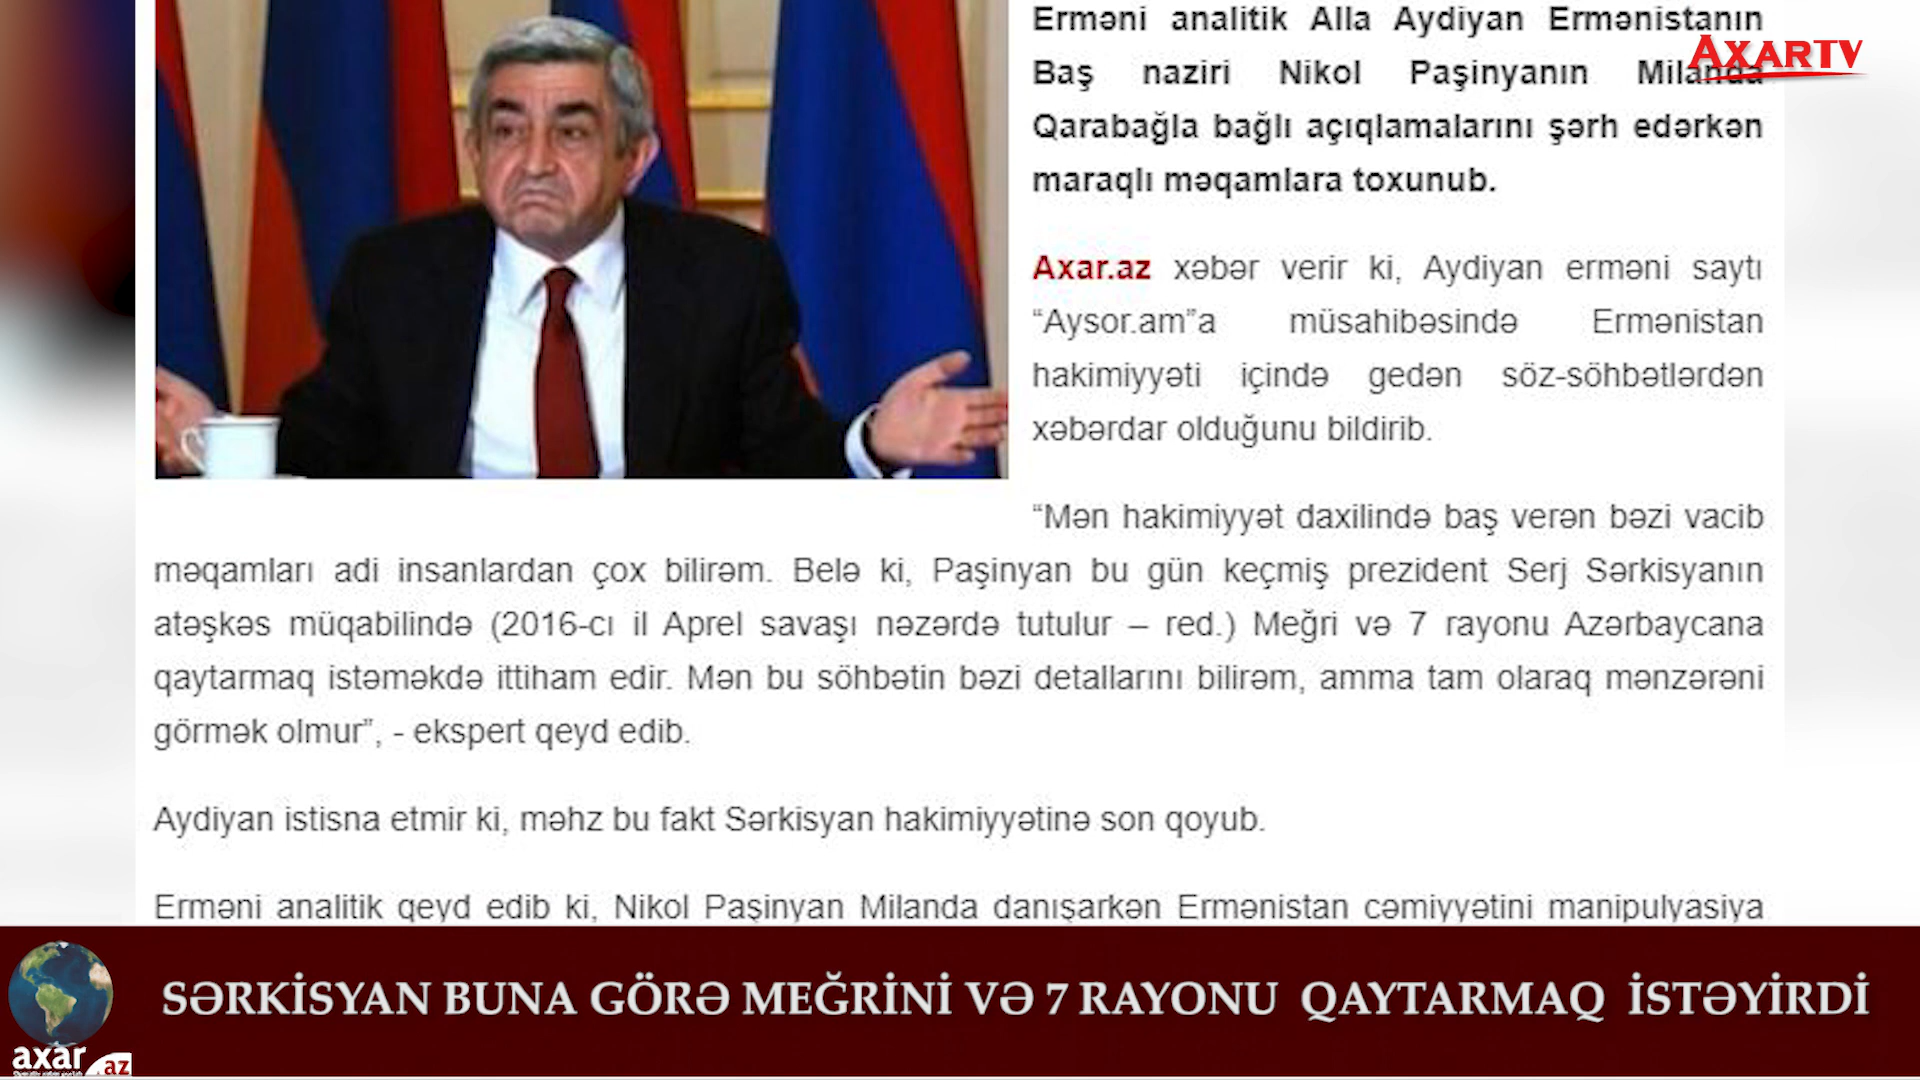 Erməni analitik Alla Aydiyan Ermənistanın
AXARTV
Baş naziri Nikol Paşinyanın Milanda
Qarabağla bağlı açıqlamalarını şərh edərkən
maraqlı məqamlara toxunub.
Axar.az xəbər verir ki, Aydiyan erməni saytı
“Aysor.am”a müsahibəsində Ermənistan
hakimiyyəti içində gedən söz-söhbətlərdən
xəbərdar olduğunu bildirib.
“Mən hakimiyyət daxilində baş verən bəzi vacib
məqamları adi insanlardan çox bilirəm. Belə ki, Paşinyan bu gün keçmiş prezident Serj Sərkisyanın
atəşkəs müqabilində (2016-cı il Aprel savaşı nəzərdə tutulur – red.) Meğri və 7 rayonu Azərbaycana
qaytarmaq istəməkdə ittiham edir. Mən bu söhbətin bəzi detallarını bilirəm, amma tam olaraq mənzərəni
görmək olmur”, - ekspert qeyd edib.
Aydiyan istisna etmir ki, məhz bu fakt Sərkisyan hakimiyyətinə son qoyub.
Erməni analitik qeyd edib ki, Nikol Paşinyan Milanda danışarkən Ermənistan cəmiyyətini manipulyasiya
SƏRKİSYAN BUNA GÖRƏ MEĞRİNİ VƏ 7 RAYONU QAYTARMAQ İSTƏYİRDİ
axar
az